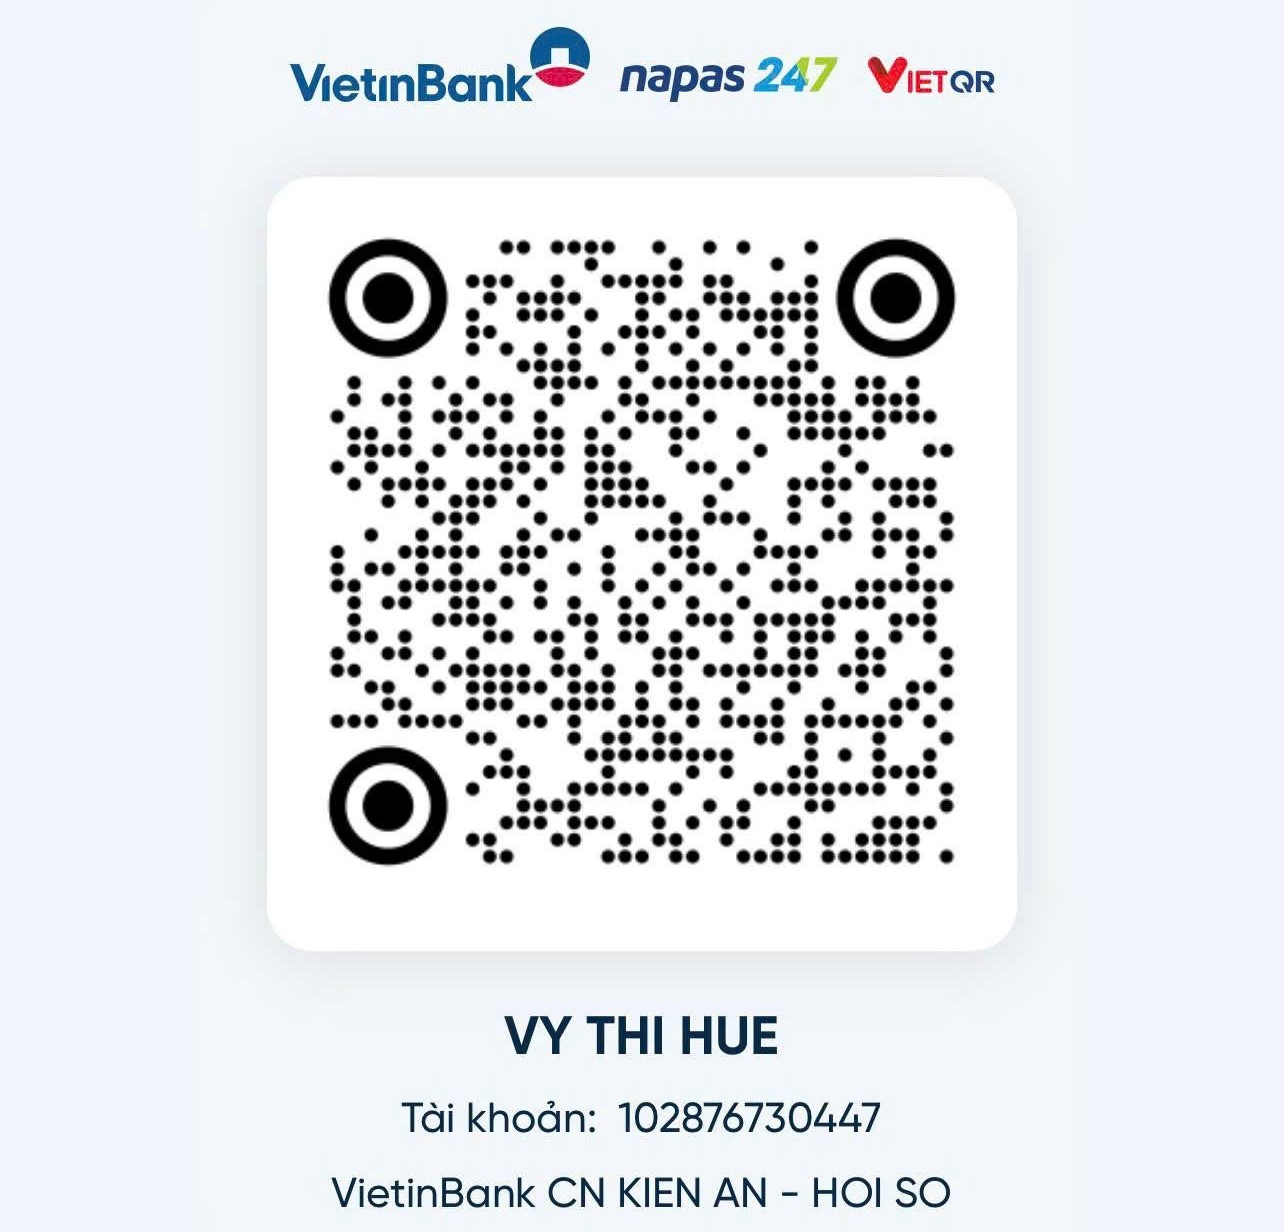 VietinBank napas 247 VIETQR
VY THI HUE
Tài khoản: 102876730447
VietinBank CN KIEN AN - HOI SO